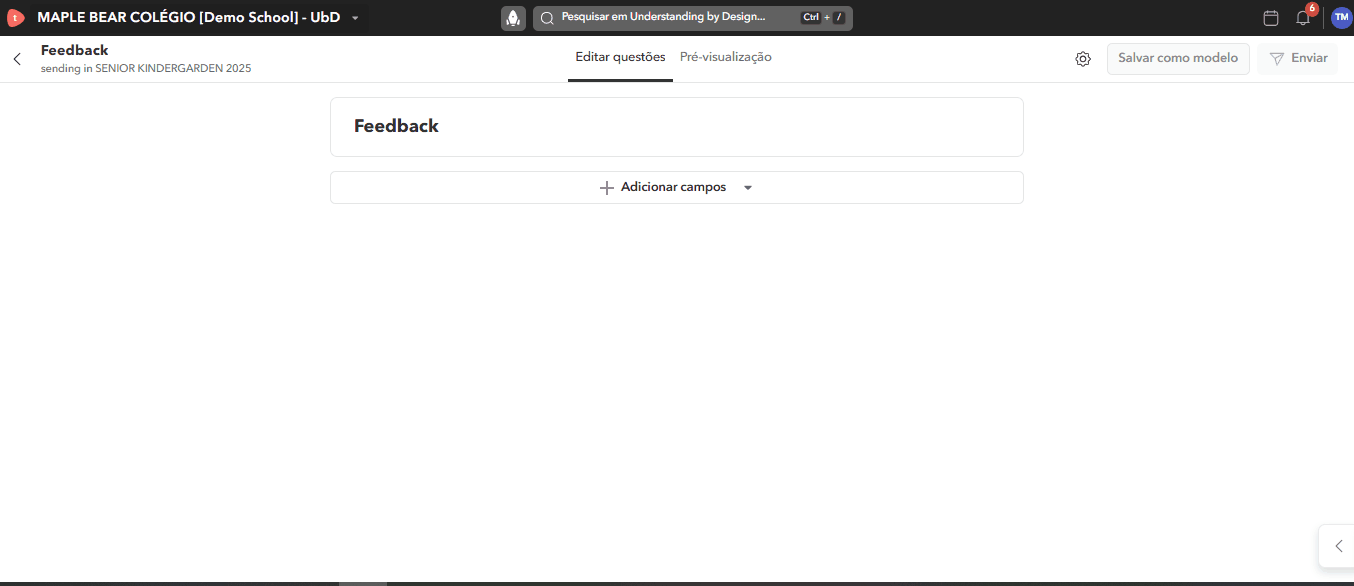 MAPLE BEAR COLÉGIO [Demo School] - UbD
Pesquisar em Understanding by Design... Ctrl + /
6
TM
Feedback
sending in SENIOR KINDERGARDEN 2025
Editar questões Pré-visualização
Salvar como modelo
Enviar
Feedback
Adicionar campos